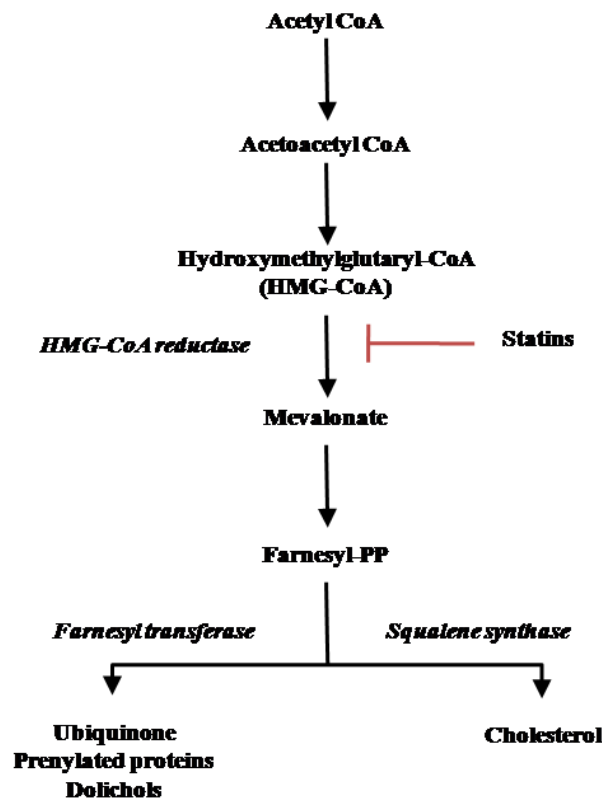 Acetyl CoA
Acetoacetyl CoA
Hydroxymethylglutaryl-CoA
(HMG-CoA)
HMG-CoA reductase
Statins
Mevalonate
Farnesyl-PP
Farnesyl transferase
Squalene synthase
Ubiquinone
Prenylated proteins
Dolichols
Cholesterol